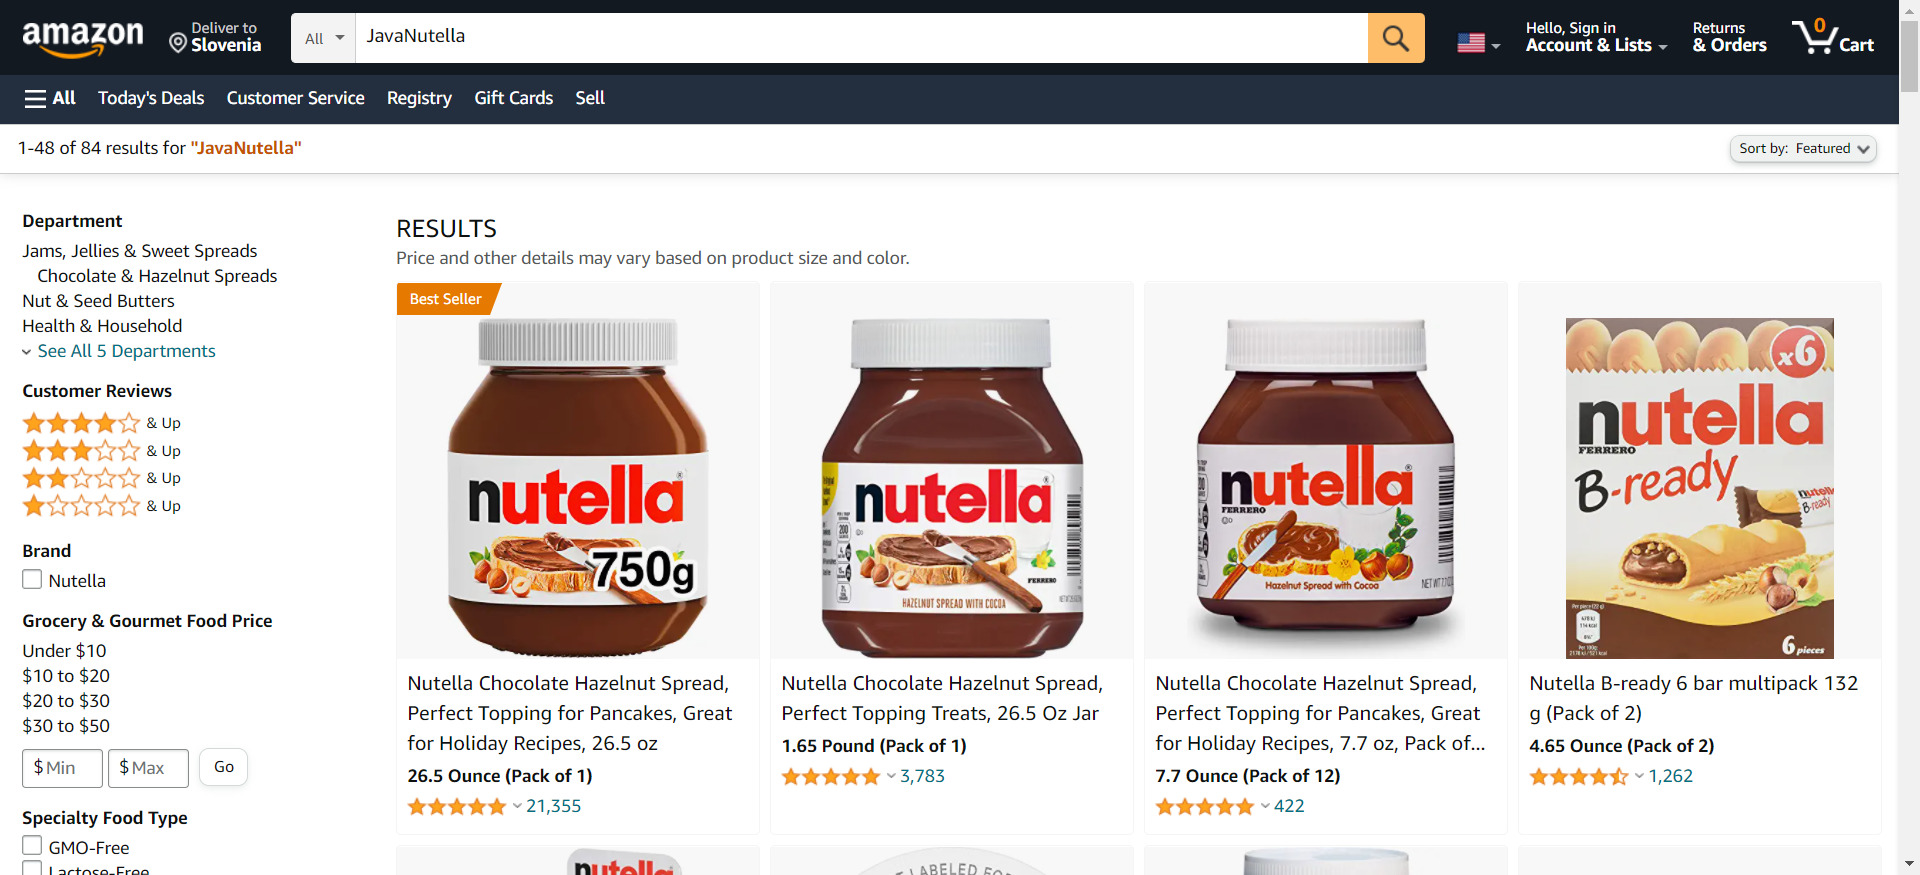 amazon
Deliver to
Slovenia
All
JavaNutella
Hello, Sign in
Account & Lists
Returns
& Orders
0
Cart
All
Today's Deals
Customer Service
Registry
Gift Cards
Sell
1-48 of 84 results for "JavaNutella"
Sort by: Featured
Department
Jams, Jellies & Sweet Spreads
Chocolate & Hazelnut Spreads
Nut & Seed Butters
Health & Household
See All 5 Departments
Customer Reviews
& Up
& Up
& Up
& Up
Brand
Nutella
Grocery & Gourmet Food Price
Under $10
$10 to $20
$20 to $30
$30 to $50
$ Min
$ Max
Go
Specialty Food Type
GMO-Free
Lactose-Free
RESULTS
Price and other details may vary based on product size and color.
Best Seller
nutella
750g
Nutella Chocolate Hazelnut Spread,
Perfect Topping for Pancakes, Great
for Holiday Recipes, 26.5 oz
26.5 Ounce (Pack of 1)
21,355
nutella
FERRERO
HAZELNUT SPREAD WITH COCOA
Nutella Chocolate Hazelnut Spread,
Perfect Topping Treats, 26.5 Oz Jar
1.65 Pound (Pack of 1)
3,783
nutella
FERRERO
Hazelnut Spread with Cocoa
Nutella Chocolate Hazelnut Spread,
Perfect Topping for Pancakes, Great
for Holiday Recipes, 7.7 oz, Pack of...
7.7 Ounce (Pack of 12)
422
x6
nutella
FERRERO
B-ready
nutella
B-ready
6 pieces
Nutella B-ready 6 bar multipack 132
g (Pack of 2)
4.65 Ounce (Pack of 2)
1,262
nutella
LABELED FO